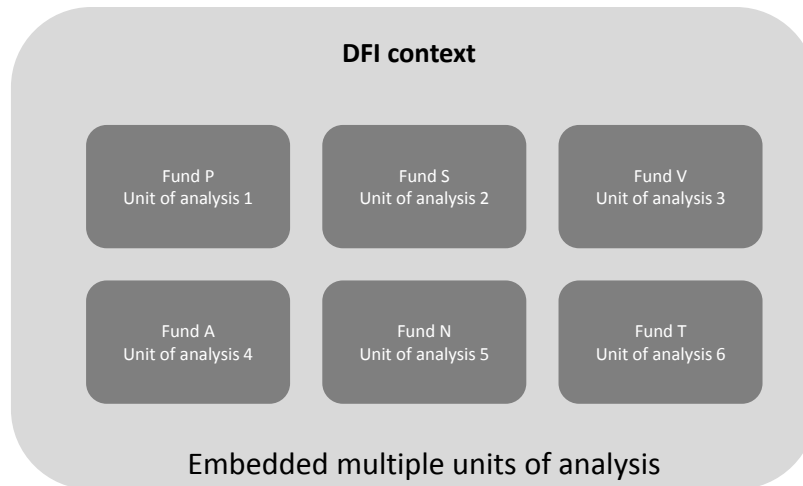 DFI context
Fund P
Unit of analysis 1
Fund S
Unit of analysis 2
Fund V
Unit of analysis 3
Fund A
Unit of analysis 4
Fund N
Unit of analysis 5
Fund T
Unit of analysis 6
Embedded multiple units of analysis